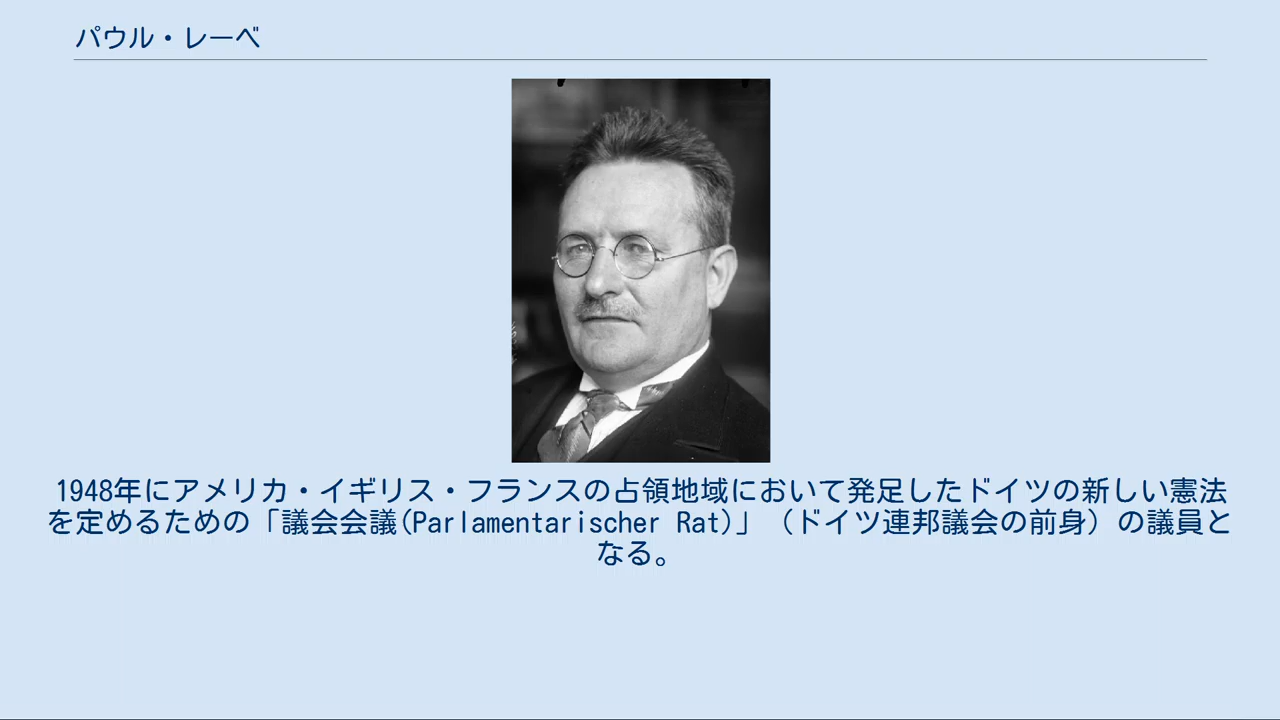 パウル・レーベ
1948年にアメリカ・イギリス・フランスの占領地域において発足したドイツの新しい憲法
を定めるための「議会会議(Parlamentarischer Rat)」（ドイツ連邦議会の前身）の議員と
なる。